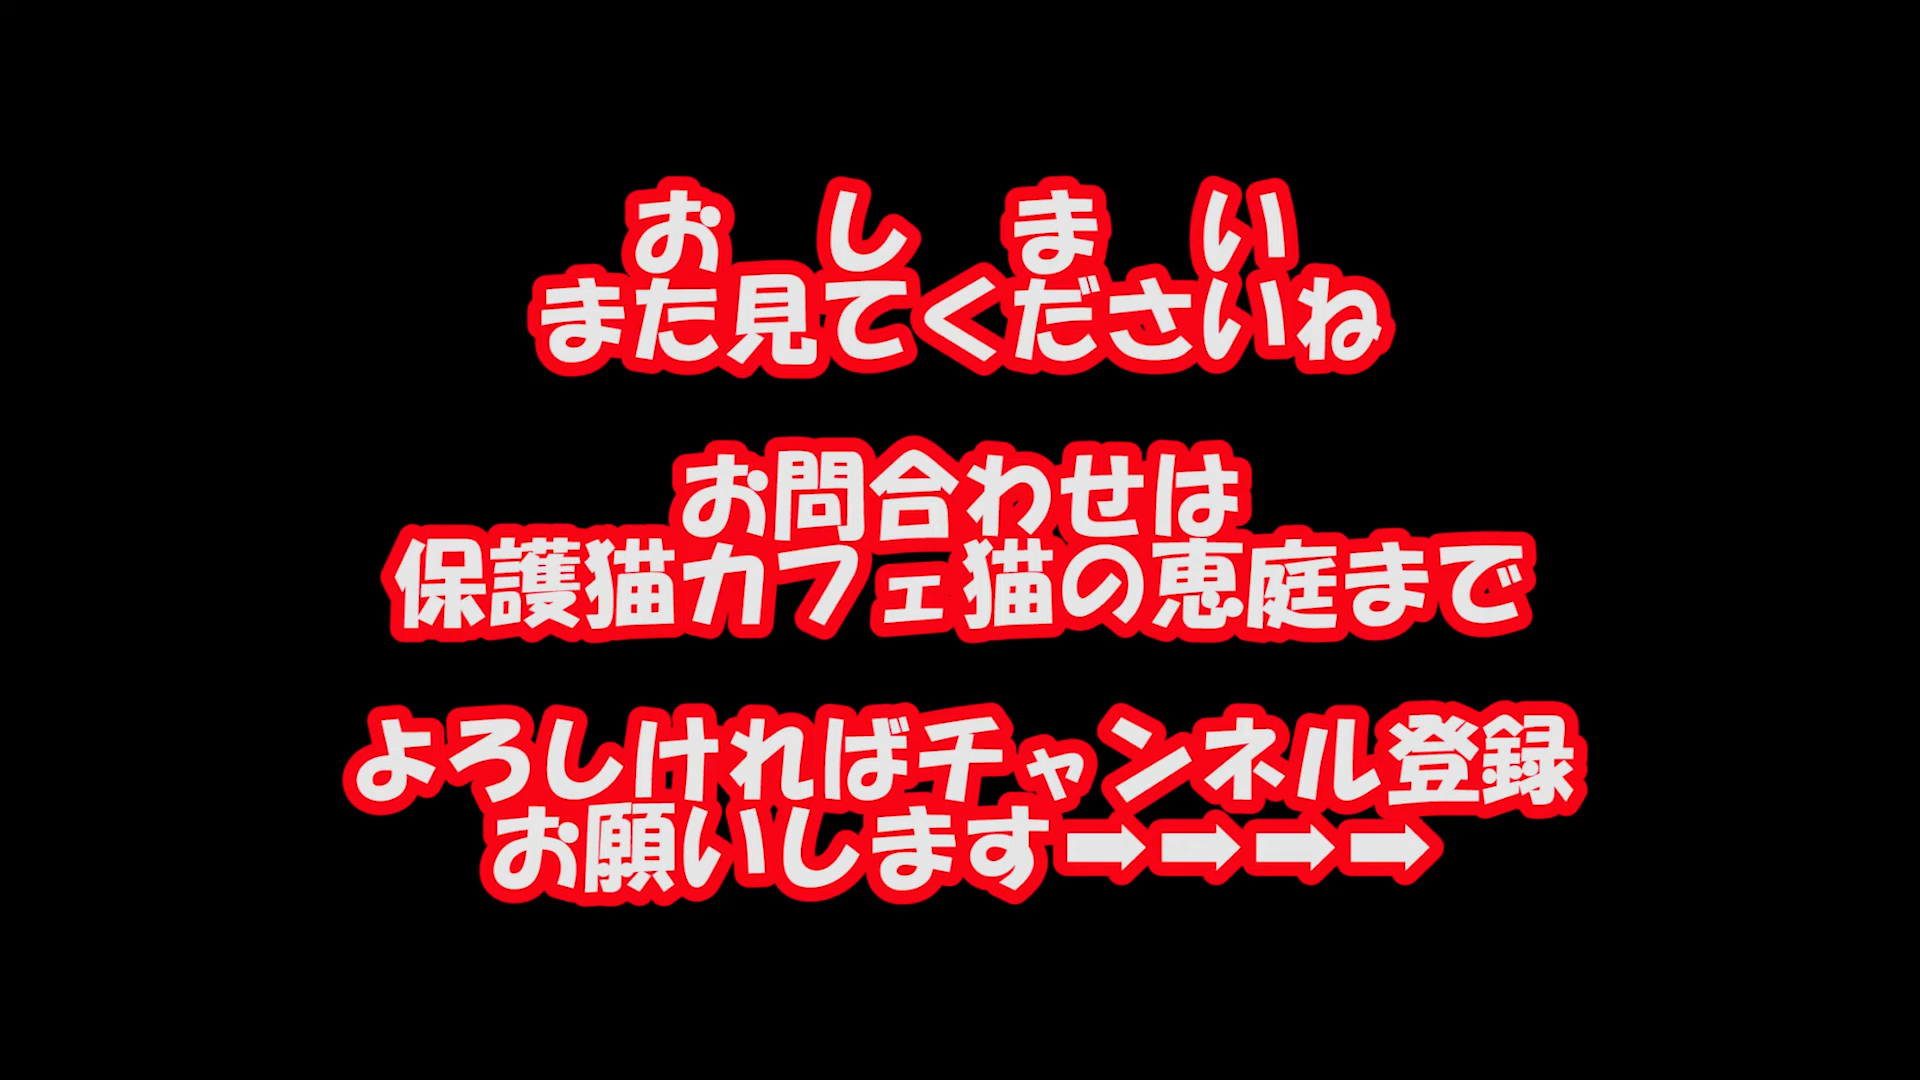 お　し　ま　い
また見てくださいね
お問合わせは
保護猫カフェ猫の恵庭まで
よろしければチャンネル登録
お願いします➡➡➡➡